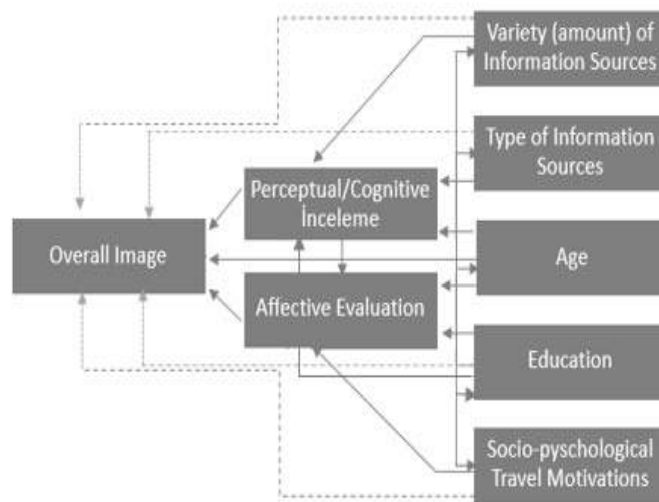 Variety (amount) of
Information Sources
Type of Information
Sources
Perceptual/Cognitive
İnceleme
Overall Image
Age
Affective Evaluation
Education
Socio-pyschological
Travel Motivations